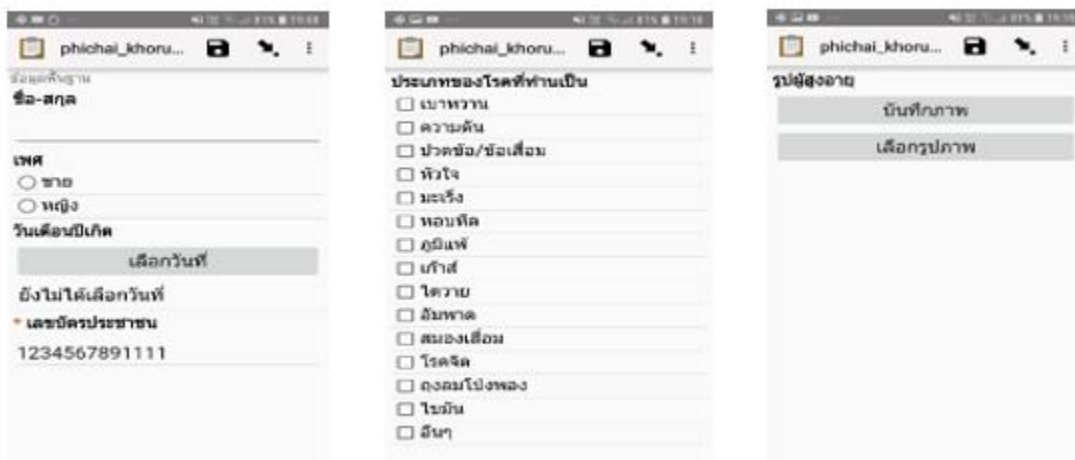 phichai_khoru...
ข้อมูลพื้นฐาน
ชื่อ-สกุล
เพศ
ชาย
หญิง
วันเดือนปีเกิด
เลือกวันที่
ยังไม่ได้เลือกวันที่
* เลขบัตรประชาชน
1234567891111
phichai_khoru...
ประเภทของโรคที่ท่านเป็น
เบาหวาน
ความดัน
ปวดข้อ/ข้อเสื่อม
หัวใจ
มะเร็ง
หอบหืด
ภูมิแพ้
เก๊าส์
ไตวาย
อัมพาต
สมองเสื่อม
โรคจิต
ถุงลมโป่งพอง
ไขมัน
อื่นๆ
phichai_khoru...
รูปผู้สูงอายุ
บันทึกภาพ
เลือกรูปภาพ